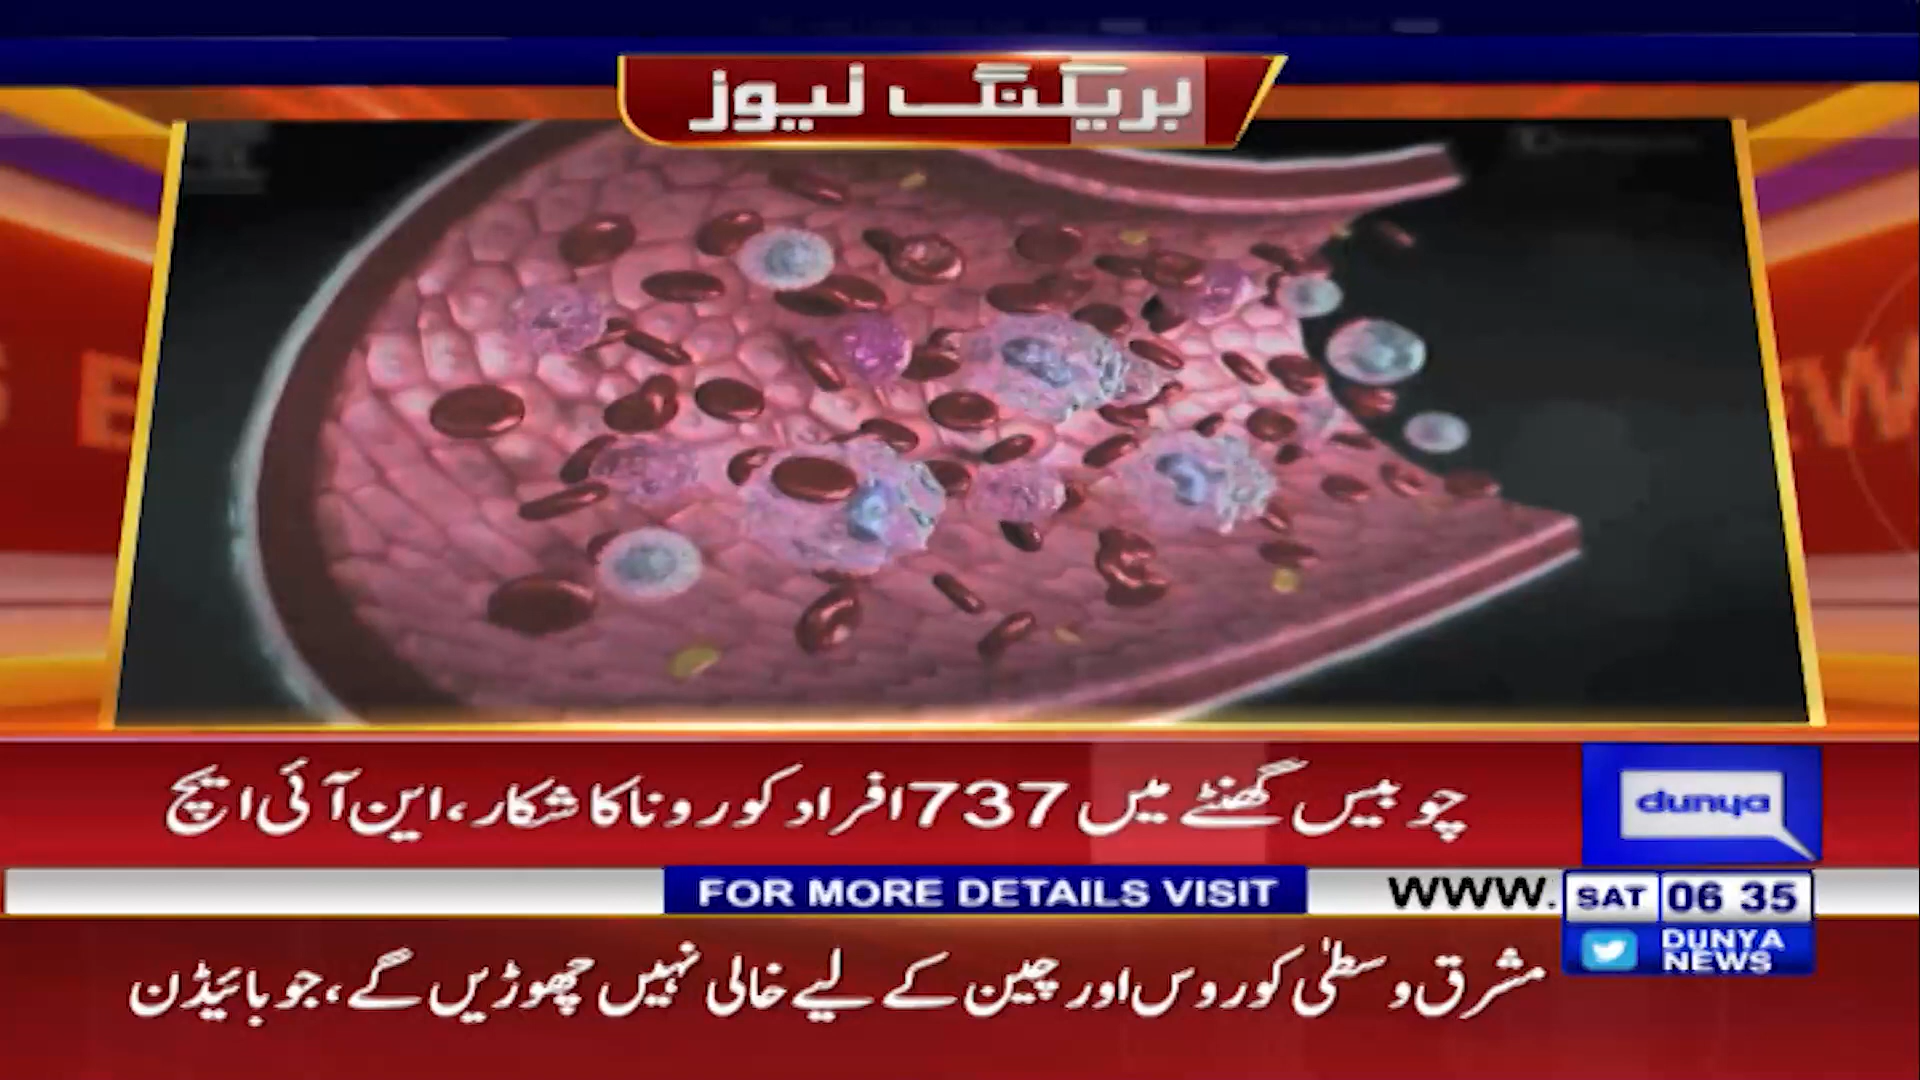 بریکنگ نیوز
چوبیس گھنٹے میں 737 افراد کورونا کا شکار، این آئی ایچ
dunya
FOR MORE DETAILS VISIT
WWW.
SAT 06 35
DUNYA NEWS
مشرق وسطیٰ کو روس اور چین کے لیے خالی نہیں چھوڑیں گے، جو بائیڈن